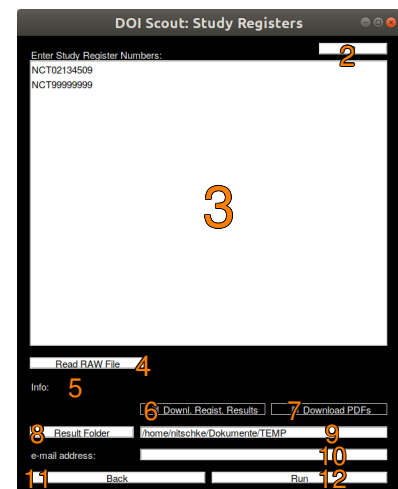 DOI Scout: Study Registers
2
Enter Study Register Numbers:
NCT02134509
NCT99999999
3
Read RAW File 4
Info: 5
6 Downl. Regist. Results 7 Download PDFs
8 Result Folder /home/nitschke/Dokumente/TEMP 9
e-mail address: 10
11 Back Run 12